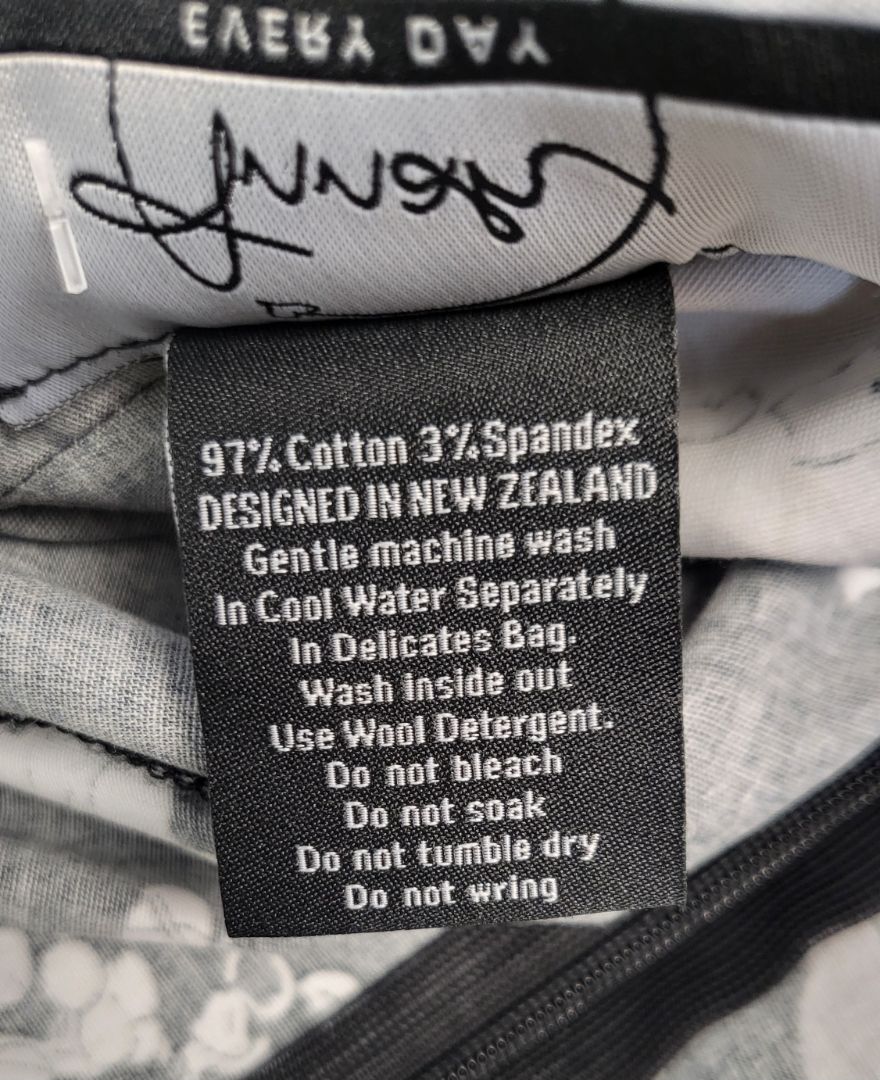 EVERY DAY
97% Cotton 3% Spandex
DESIGNED IN NEW ZEALAND
Gentle machine wash
In Cool Water Separately
In Delicates Bag.
Wash Inside out
Use Wool Detergent.
Do not bleach
Do not soak
Do not tumble dry
Do not wring